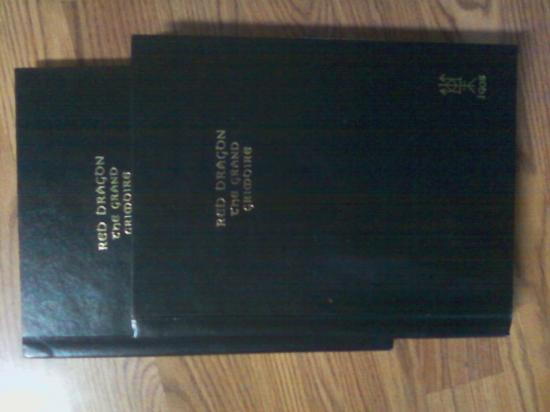 RED DRAGON
THE GRAND
GRIMOIRE
RED DRAGON
THE GRAND
GRIMOIRE